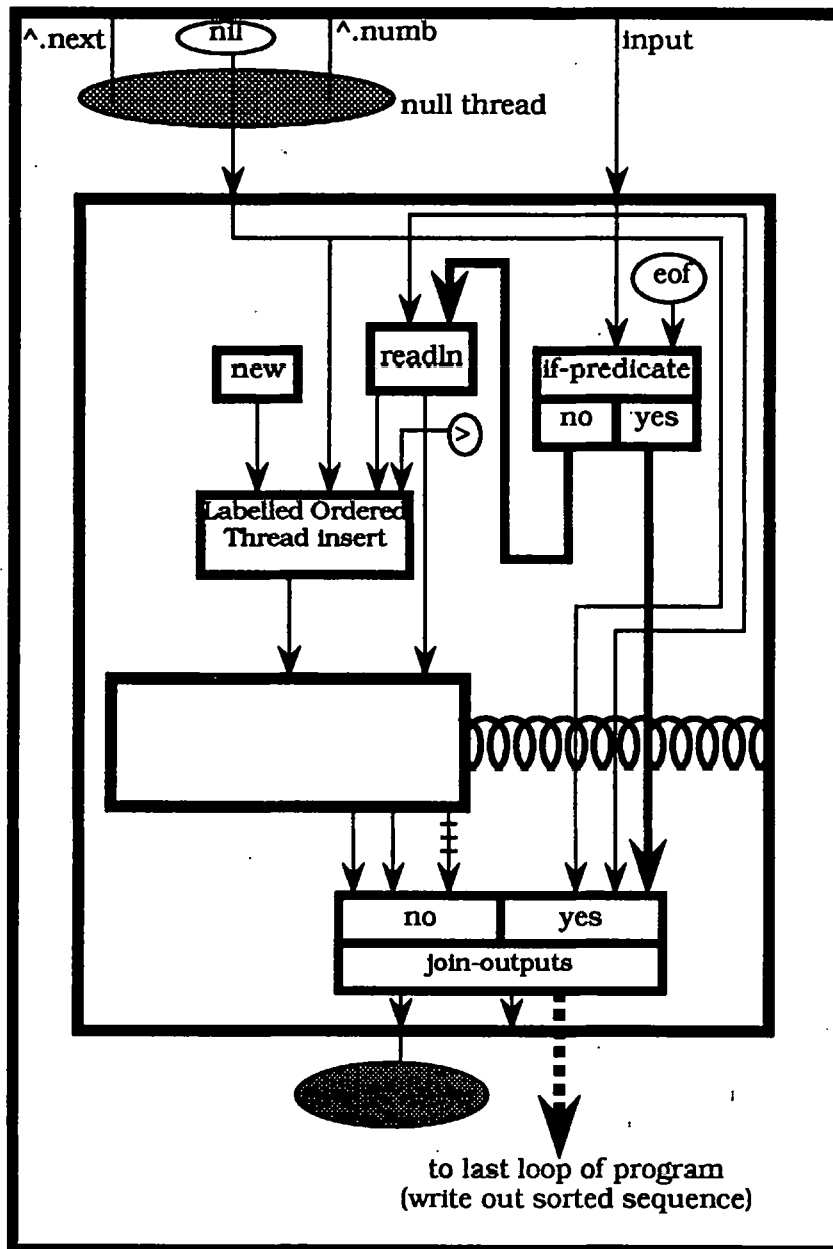 ^.next
nil
^.numb
input
null thread
eof
new
readln
if-predicate
no
yes
>
Labelled Ordered
Thread insert
no
yes
join-outputs
to last loop of program
(write out sorted sequence)